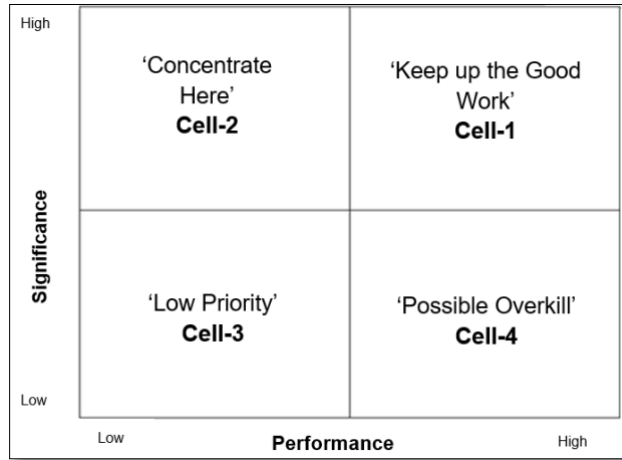 High
‘Concentrate
Here’
Cell-2
‘Keep up the Good
Work’
Cell-1
Significance
‘Low Priority’
Cell-3
‘Possible Overkill’
Cell-4
Low
Low
Performance
High